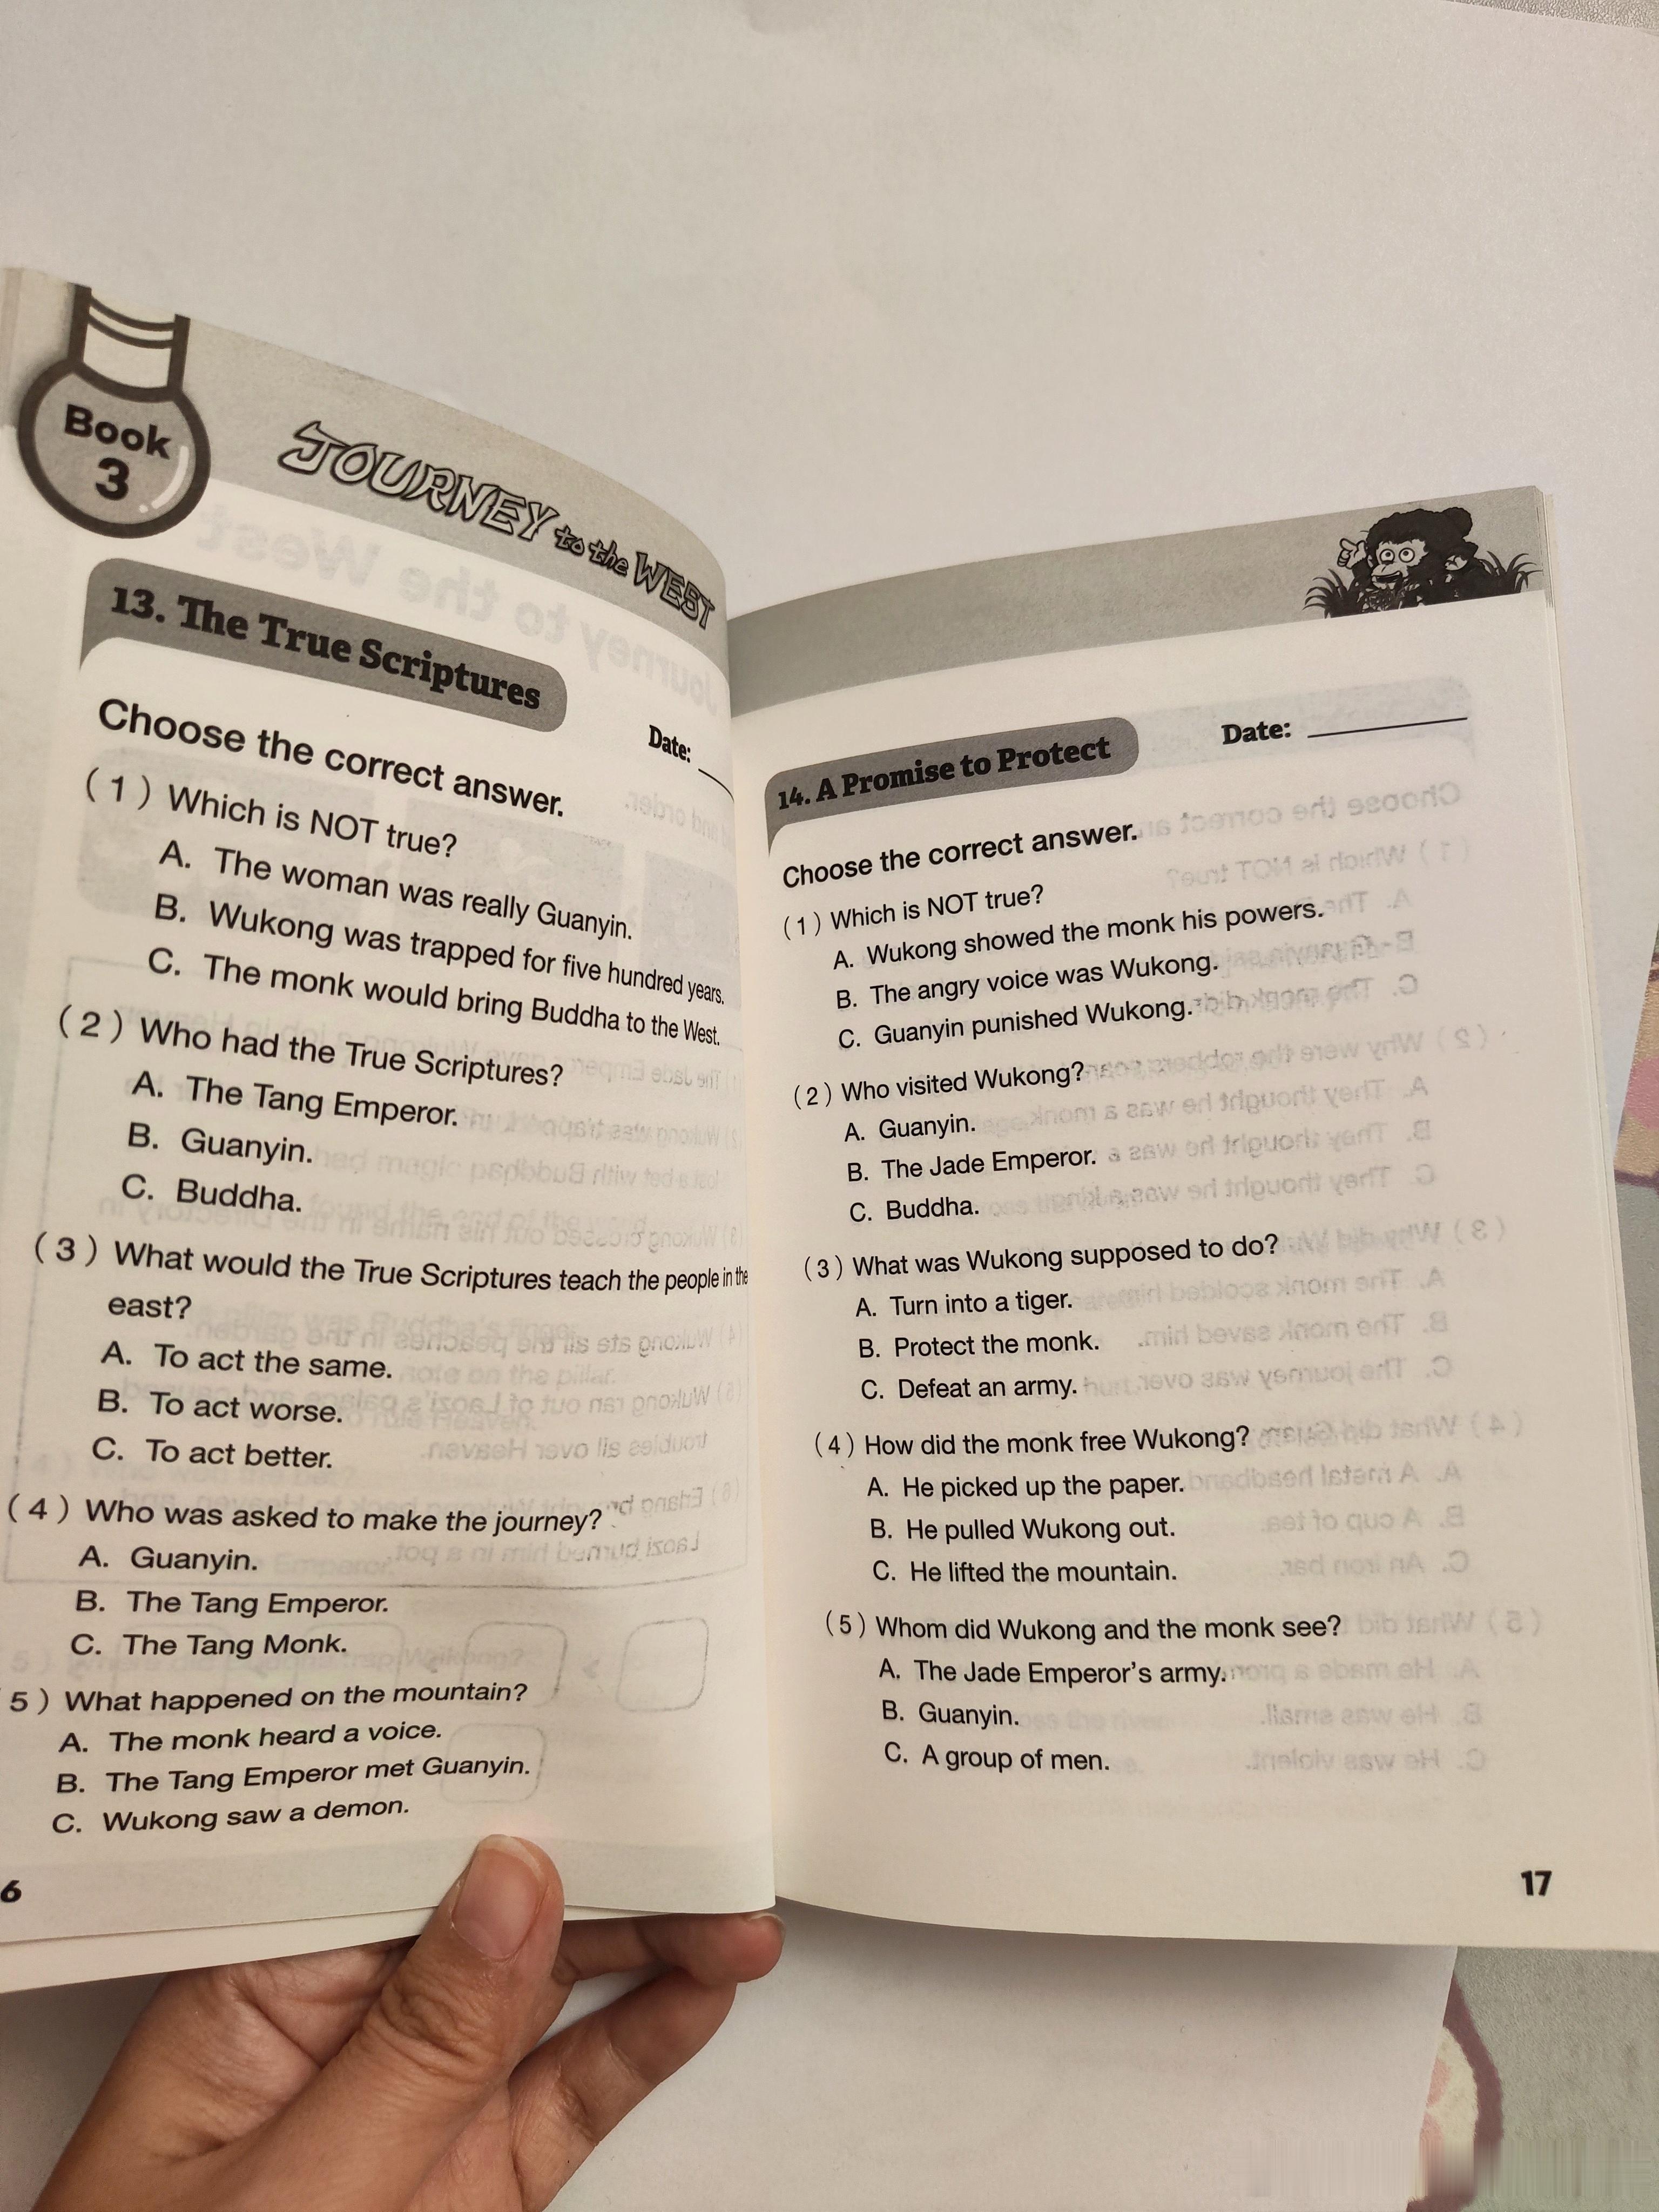 Book
3
JOURNEY to the WEST
13. The True Scriptures
Date:
Choose the correct answer.
( 1 ) Which is NOT true?
A. The woman was really Guanyin.
B. Wukong was trapped for five hundred years.
C. The monk would bring Buddha to the West.
( 2 ) Who had the True Scriptures?
A. The Tang Emperor.
B. Guanyin.
C. Buddha.
( 3 ) What would the True Scriptures teach the people in the
east?
A. To act the same.
B. To act worse.
C. To act better.
( 4 ) Who was asked to make the journey?
A. Guanyin.
B. The Tang Emperor.
C. The Tang Monk.
5 ) What happened on the mountain?
A. The monk heard a voice.
B. The Tang Emperor met Guanyin.
C. Wukong saw a demon.
6
14. A Promise to Protect
Date:
Choose the correct answer.
( 1 ) Which is NOT true?
A. Wukong showed the monk his powers.
B. The angry voice was Wukong.
C. Guanyin punished Wukong.
( 2 ) Who visited Wukong?
A. Guanyin.
B. The Jade Emperor.
C. Buddha.
( 3 ) What was Wukong supposed to do?
A. Turn into a tiger.
B. Protect the monk.
C. Defeat an army.
( 4 ) How did the monk free Wukong?
A. He picked up the paper.
B. He pulled Wukong out.
C. He lifted the mountain.
( 5 ) Whom did Wukong and the monk see?
A. The Jade Emperor's army.
B. Guanyin.
C. A group of men.
17